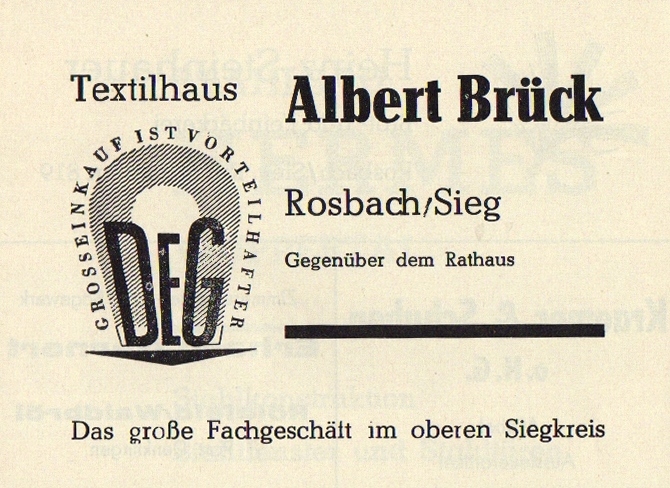 Textilhaus
Albert Brück
GROSSEINKAUF IST VORTEILHAFTER
DEG
Rosbach/Sieg
Gegenüber dem Rathaus
Das große Fachgeschäft im oberen Siegkreis